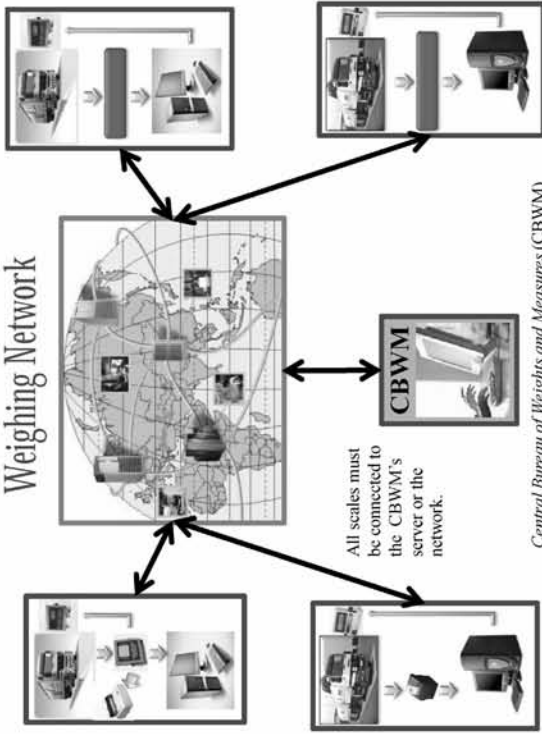 Weighing Network
All scales must
be connected to
the CBWM's
server or the
network.
CBWM
Central Bureau of Weights and Measures (CBWM)